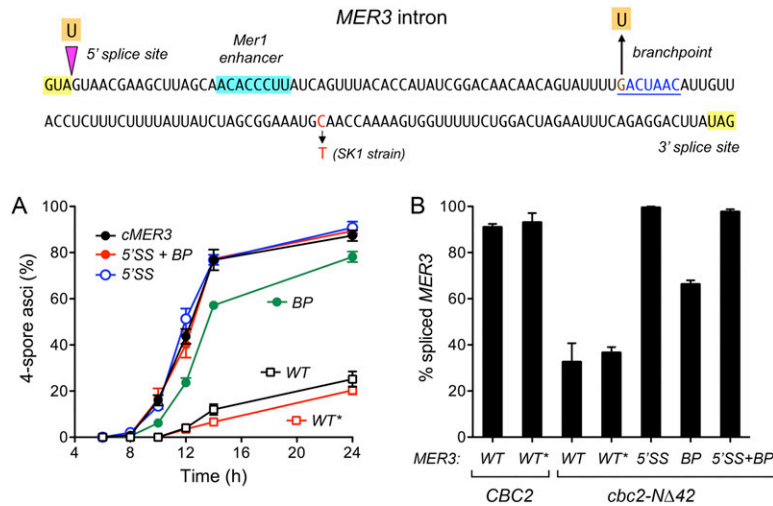 MER3 intron
U
5' splice site
Mer1
enhancer
U
branchpoint
GUAGUAACGAAGCUUAGCAACACCCUUAUCAGUUUACACCAUAUCGGACAACAACAGUAUUUUGACUAACAUUGUU
ACCUCUUUCUUUUAUUAUCUAGCGGAAAUGCAACCAAAAGUGGUUUUUCUGGACUAGAAUUUCAGAGGACUUAUAG
T (SK1 strain)
3' splice site
A
4-spore asci (%)
100
80
60
40
20
0
4
8
12
16
20
24
Time (h)
cMER3
5'SS + BP
5'SS
BP
WT
WT*
B
% spliced MER3
100
80
60
40
20
0
MER3: WT WT* WT WT* 5'SS BP 5'SS+BP
CBC2 cbc2-NΔ42